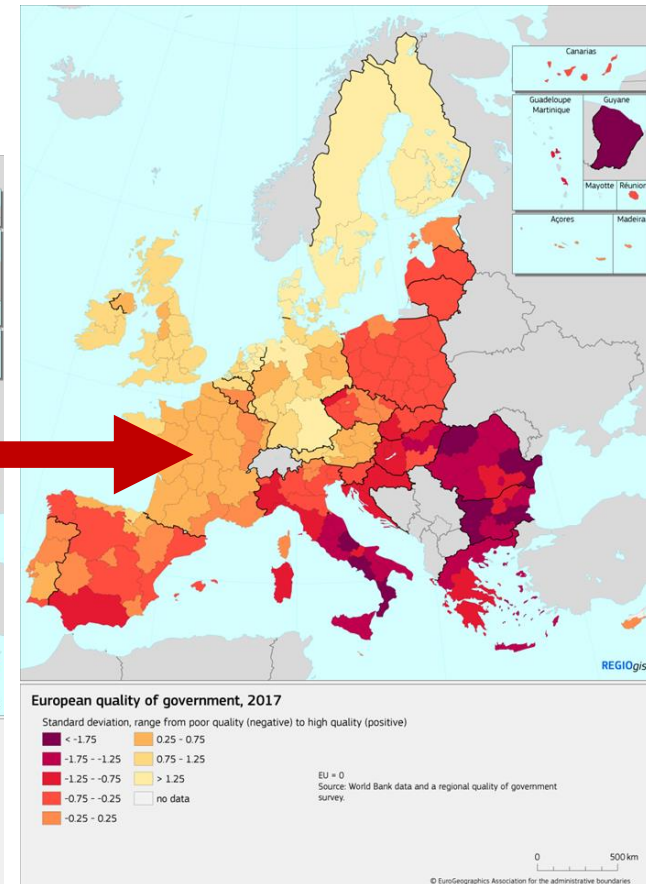 Canarias
Guadeloupe
Martinique
Guyane
Mayotte
Réunion
Açores
Madeira
REGIOgis
European quality of government, 2017
Standard deviation, range from poor quality (negative) to high quality (positive)
< -1.75
-1.75 - -1.25
-1.25 - -0.75
-0.75 - -0.25
-0.25 - 0.25
0.25 - 0.75
0.75 - 1.25
> 1.25
no data
EU = 0
Source: World Bank data and a regional quality of government
survey.
0 500 km
© EuroGeographics Association for the administrative boundaries